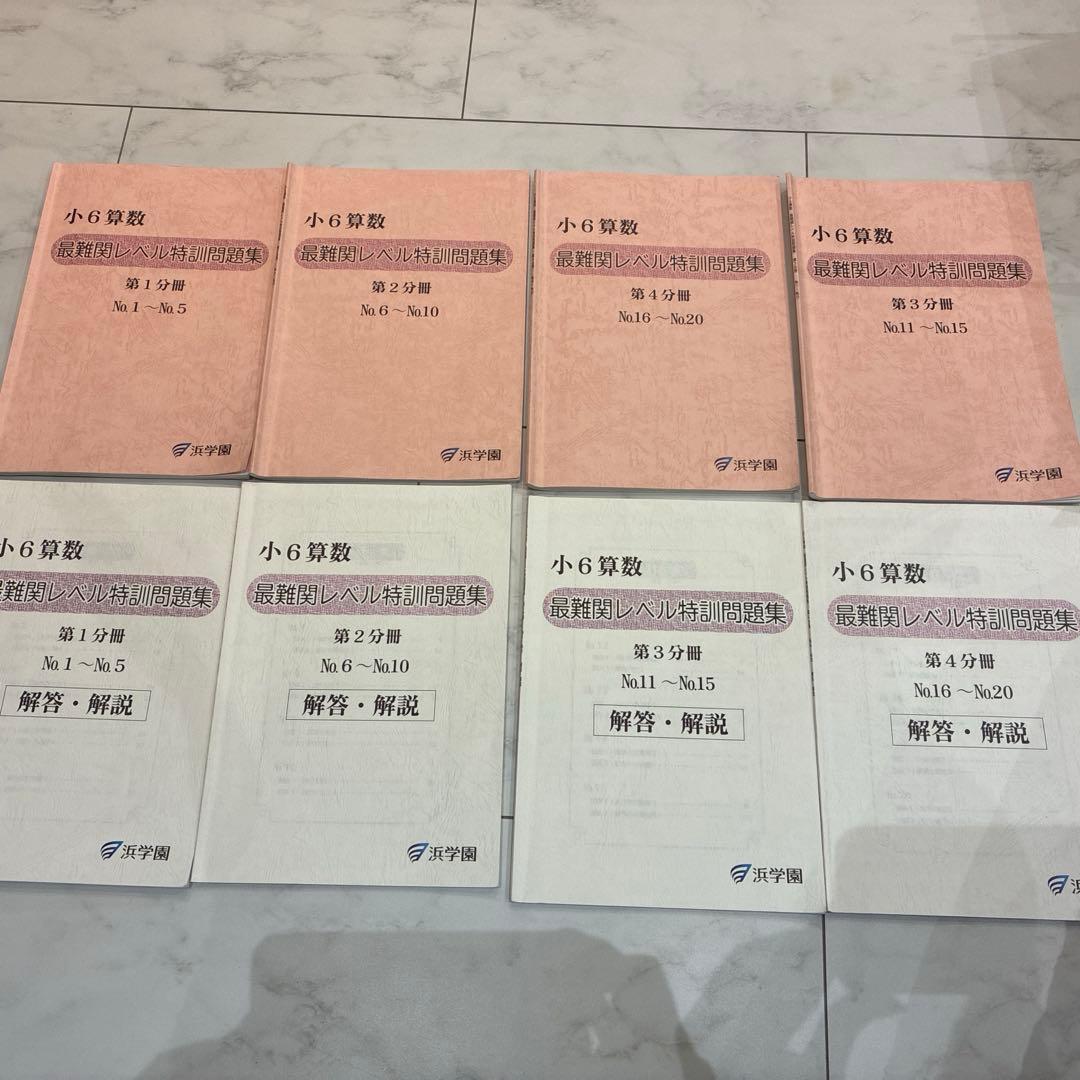 小6算数
最難関レベル特訓問題集
第1分冊
No.1～No.5
浜学園
小6算数
最難関レベル特訓問題集
第2分冊
No.6～No.10
浜学園
小6算数
最難関レベル特訓問題集
第4分冊
No.16～No.20
浜学園
小6算数
最難関レベル特訓問題集
第3分冊
No.11～No.15
浜学園
小6算数
最難関レベル特訓問題集
第1分冊
No.1～No.5
解答・解説
浜学園
小6算数
最難関レベル特訓問題集
第2分冊
No.6～No.10
解答・解説
浜学園
小6算数
最難関レベル特訓問題集
第3分冊
No.11～No.15
解答・解説
浜学園
小6算数
最難関レベル特訓問題集
第4分冊
No.16～No.20
解答・解説
浜